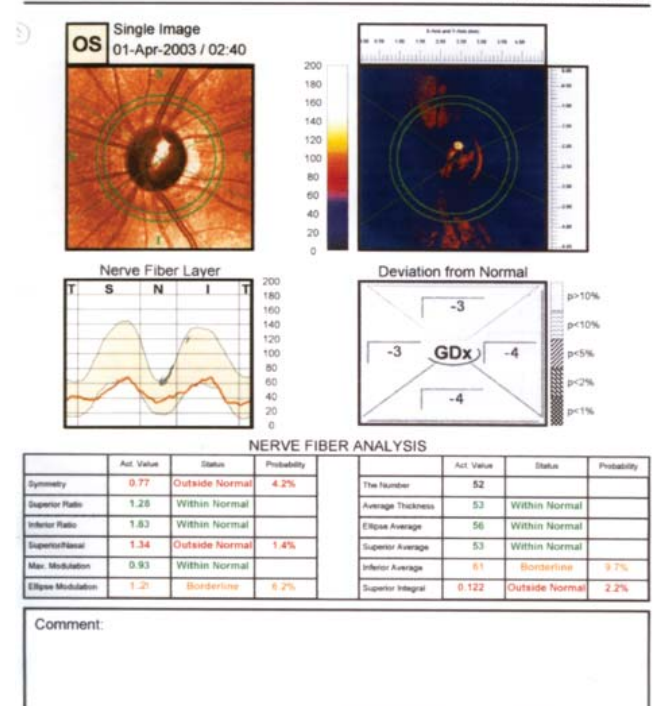 OS
Single Image
01-Apr-2003 / 02:40
200
180
160
140
120
100
80
60
40
20
0
Nerve Fiber Layer
T S N I T
200
180
160
140
120
100
80
60
40
20
0
Deviation from Normal
-3
-3 GDx -4
-4
p>10%
p<10%
p<5%
p<2%
p<1%
NERVE FIBER ANALYSIS
Act. Value Status Probability
Symmetry 0.77 Outside Normal 4.2%
Superior Ratio 1.28 Within Normal
Inferior Ratio 1.83 Within Normal
Superior/Nasal 1.34 Outside Normal 1.4%
Max. Modulation 0.93 Within Normal
Ellipse Modulation 1.21 Borderline 6.2%
Act. Value Status Probability
The Number 52
Average Thickness 53 Within Normal
Ellipse Average 56 Within Normal
Superior Average 53 Within Normal
Inferior Average 61 Borderline 9.7%
Superior Integral 0.122 Outside Normal 2.2%
Comment: